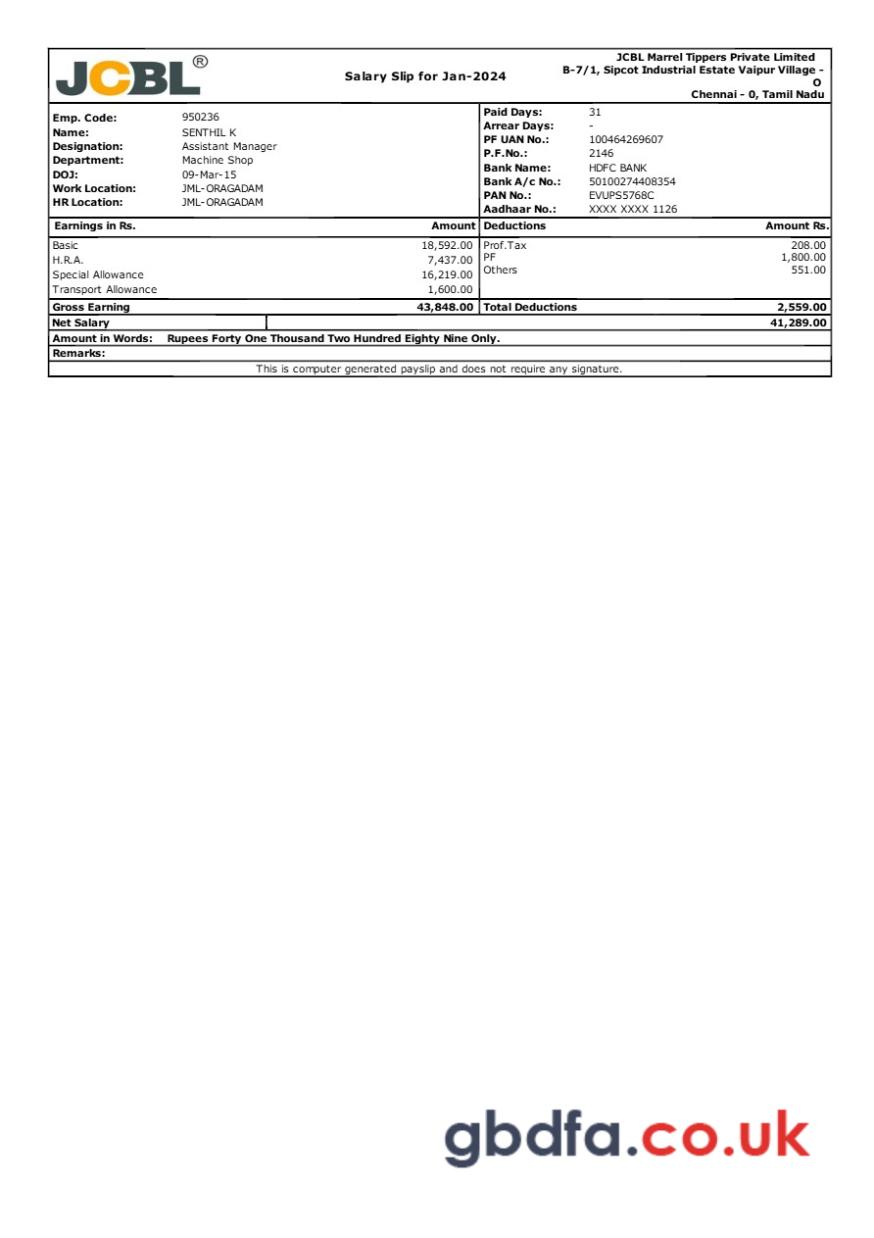 JCBL®
Salary Slip for Jan-2024
JCBL Marrel Tippers Private Limited
B-7/1, Sipcot Industrial Estate Vaipur Village -
O
Chennai - 0, Tamil Nadu
Emp. Code: 950236
Name: SENTHIL K
Designation: Assistant Manager
Department: Machine Shop
DOJ: 09-Mar-15
Work Location: JML-ORAGADAM
HR Location: JML-ORAGADAM
Paid Days: 31
Arrear Days: -
PF UAN No.: 100464269607
P.F.No.: 2146
Bank Name: HDFC BANK
Bank A/c No.: 50100274408354
PAN No.: EVUPS5768C
Aadhaar No.: XXXX XXXX 1126
Earnings in Rs. Amount Deductions Amount Rs.
Basic 18,592.00
H.R.A. 7,437.00
Special Allowance 16,219.00
Transport Allowance 1,600.00
Prof.Tax 208.00
PF 1,800.00
Others 551.00
Gross Earning 43,848.00 Total Deductions 2,559.00
Net Salary 41,289.00
Amount in Words: Rupees Forty One Thousand Two Hundred Eighty Nine Only.
Remarks:
This is computer generated payslip and does not require any signature.
gbdfa.co.uk